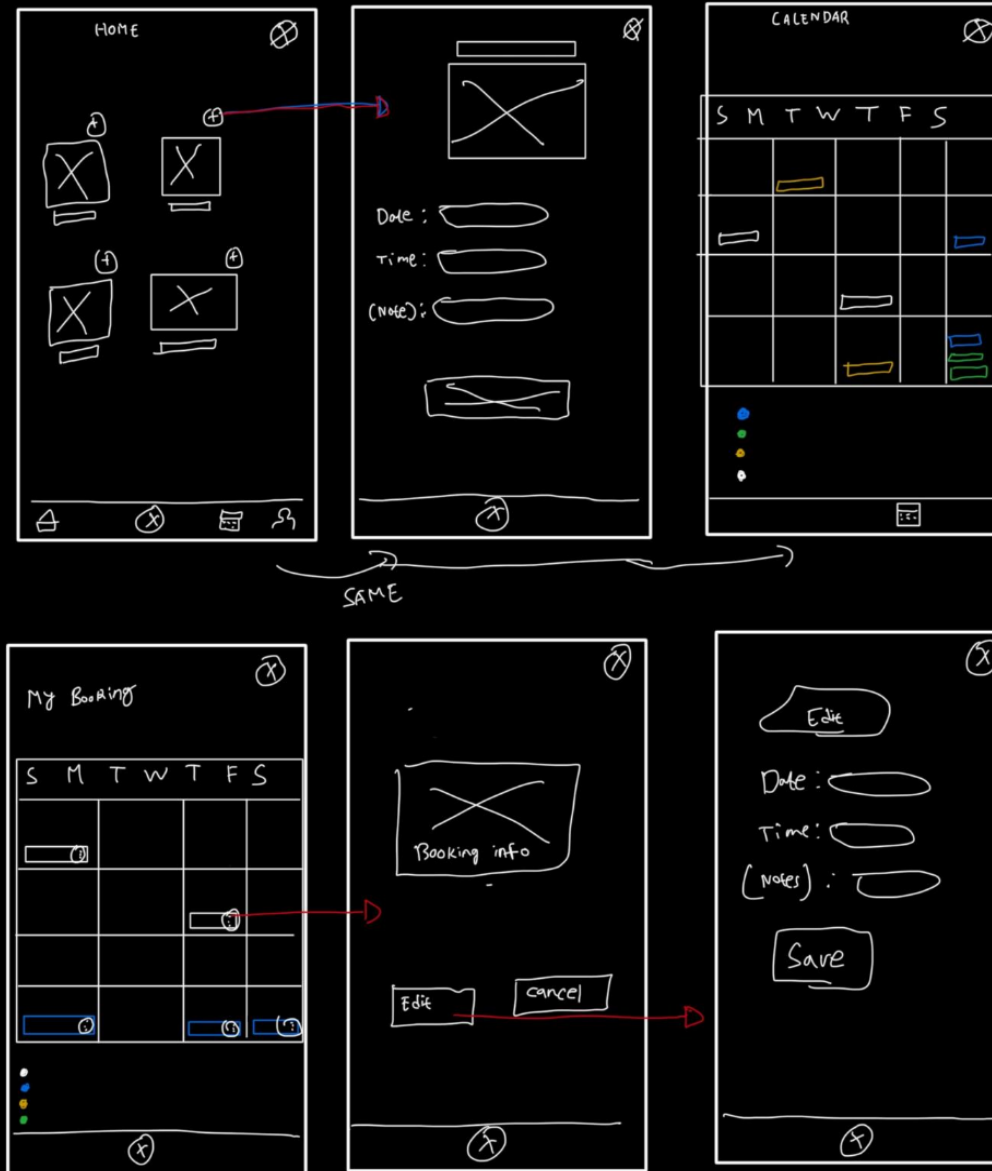 HOME
Date :
Time :
(Note) :
CALENDAR
S M T W T F S
SAME
My Booking
S M T W T F S
Booking info
Edit
cancel
Edit
Date :
Time :
(Notes) :
Save